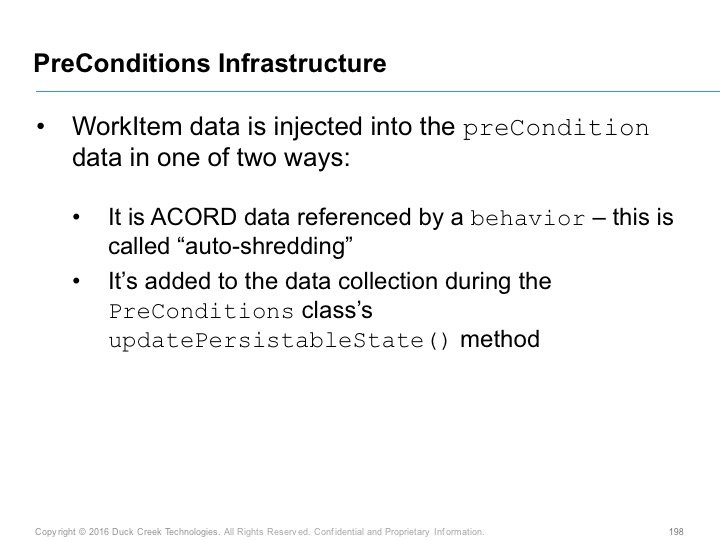 PreConditions Infrastructure
• WorkItem data is injected into the preCondition
data in one of two ways:
• It is ACORD data referenced by a behavior – this is
called “auto-shredding”
• It’s added to the data collection during the
PreConditions class’s
updatePersistableState() method
Copyright © 2016 Duck Creek Technologies. All Rights Reserved. Confidential and Proprietary Information. 198